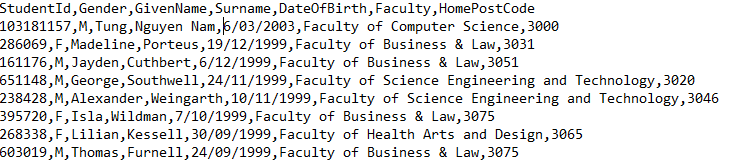 StudentId,Gender,GivenName,Surname,DateOfBirth,Faculty,HomePostCode
103181157,M,Tung,Nguyen Nam,6/03/2003,Faculty of Computer Science,3000
286069,F,Madeline,Porteus,19/12/1999,Faculty of Business & Law,3031
161176,M,Jayden,Cuthbert,6/12/1999,Faculty of Business & Law,3051
651148,M,George,Southwell,24/11/1999,Faculty of Science Engineering and Technology,3020
238428,M,Alexander,Weingarth,10/11/1999,Faculty of Science Engineering and Technology,3046
395720,F,Isla,Wildman,7/10/1999,Faculty of Business & Law,3075
268338,F,Lilian,Kessell,30/09/1999,Faculty of Health Arts and Design,3065
603019,M,Thomas,Furnell,24/09/1999,Faculty of Business & Law,3075